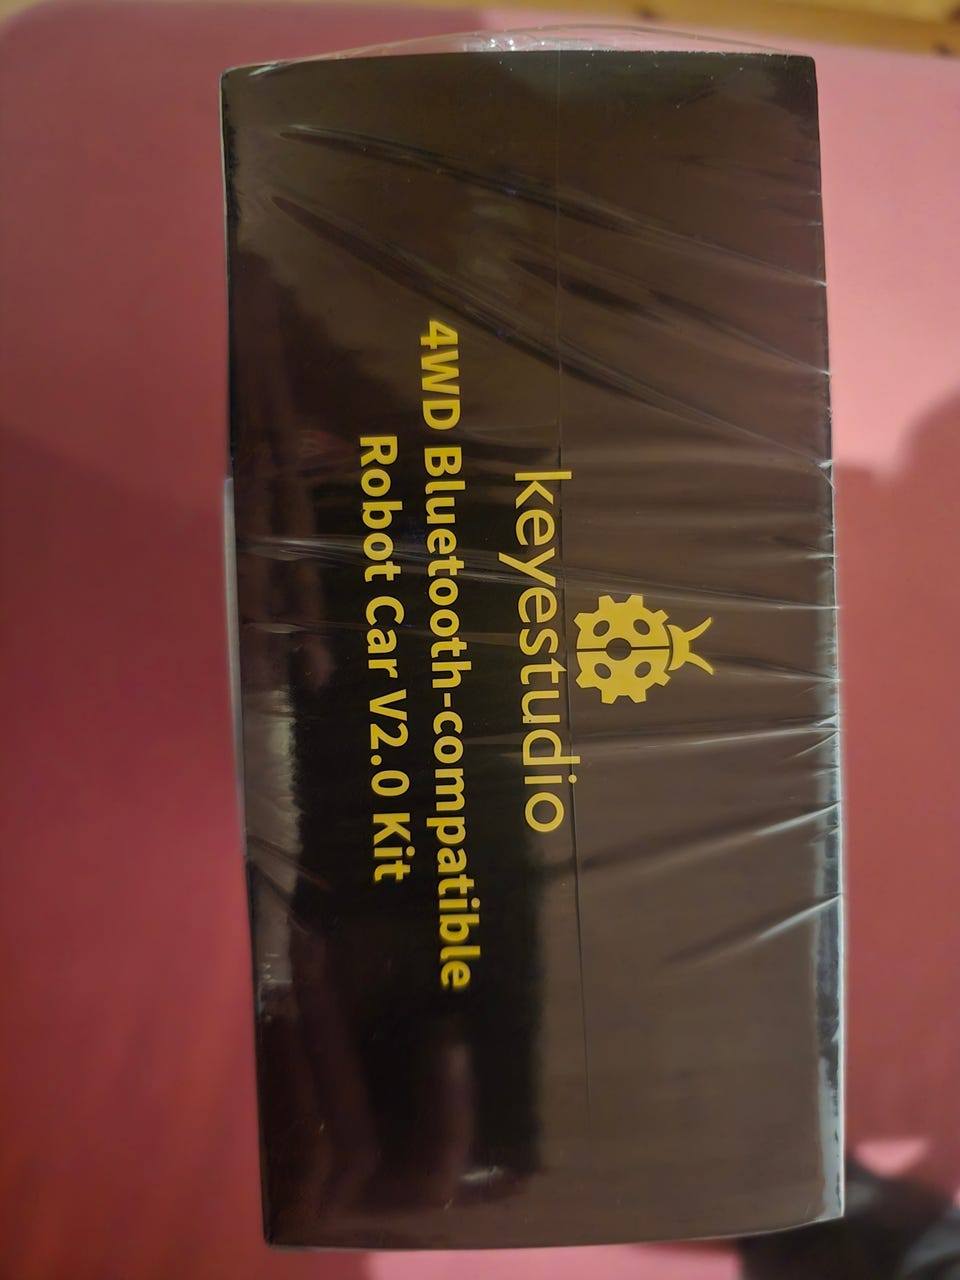 keyestudio
4WD Bluetooth-compatible
Robot Car V2.0 Kit